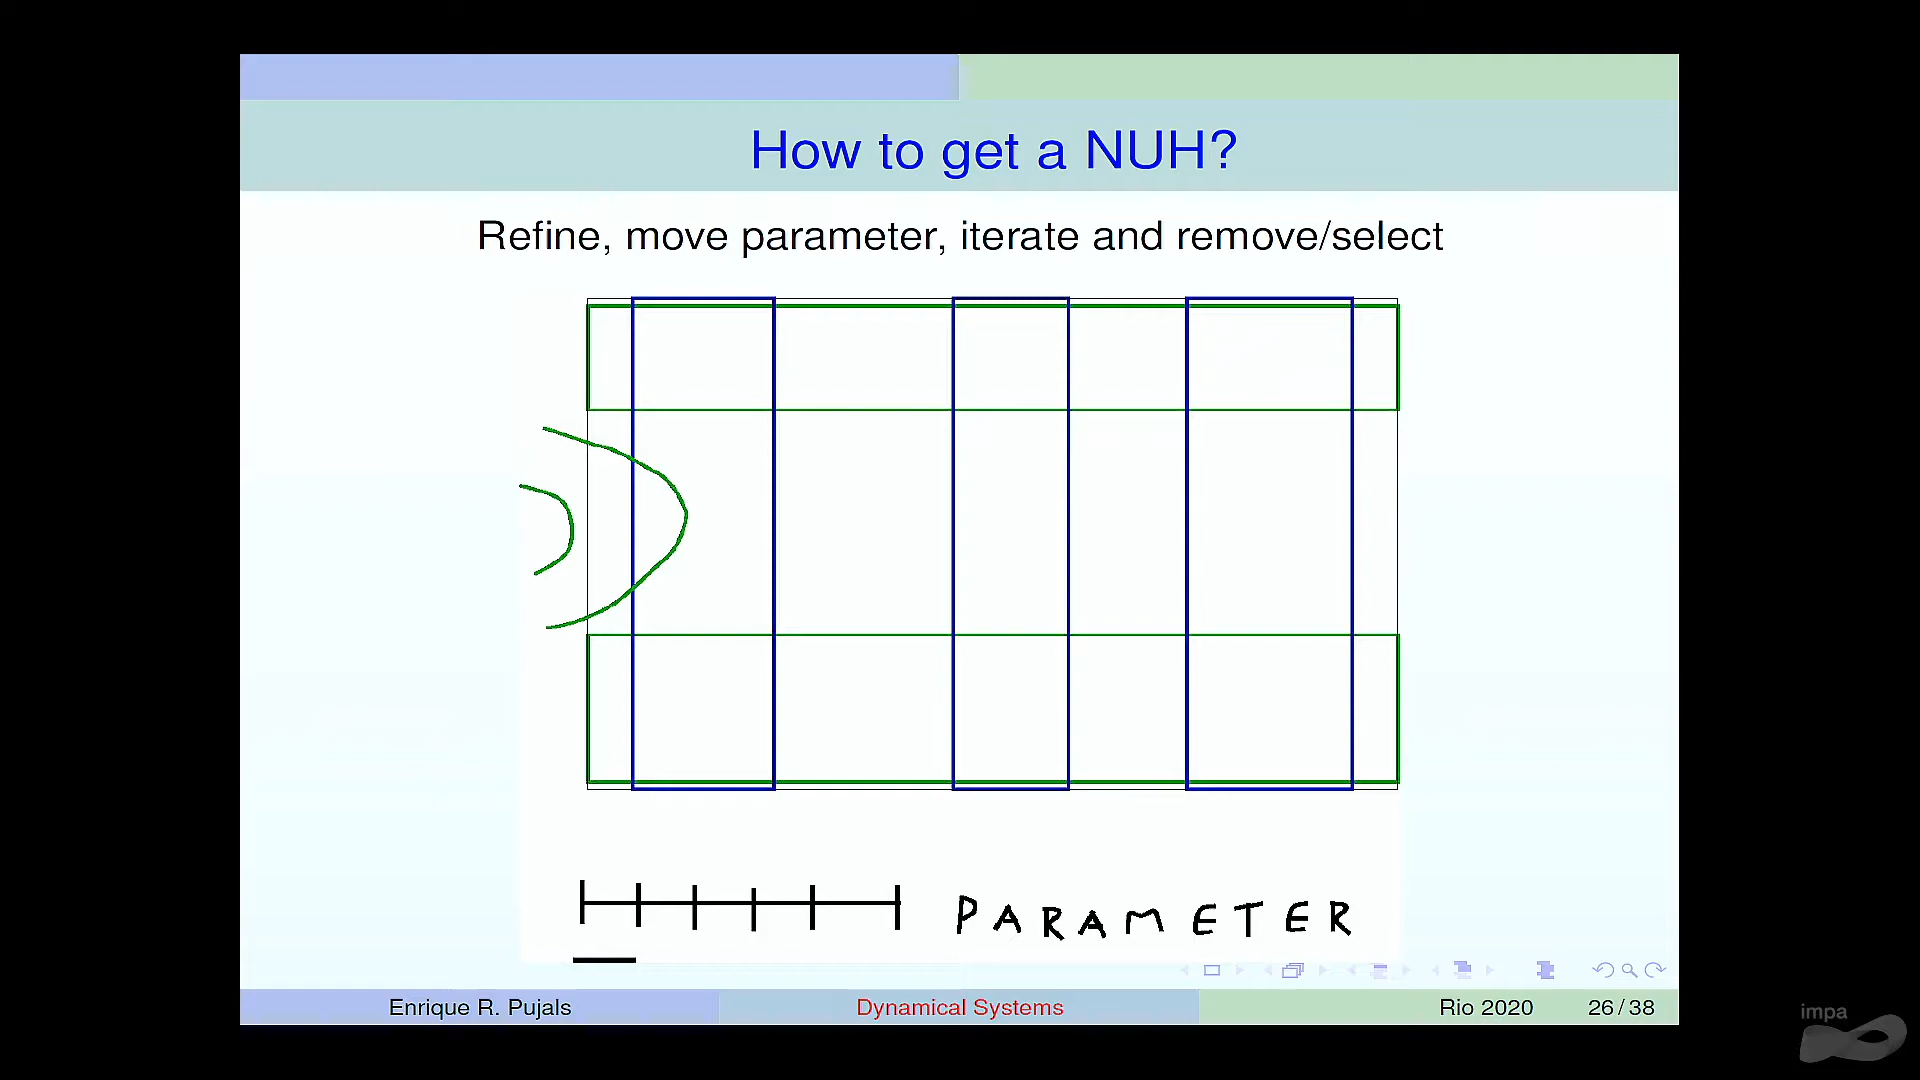 How to get a NUH?
Refine, move parameter, iterate and remove/select
PARAMETER
Enrique R. Pujals Dynamical Systems Rio 2020 26/38
impa